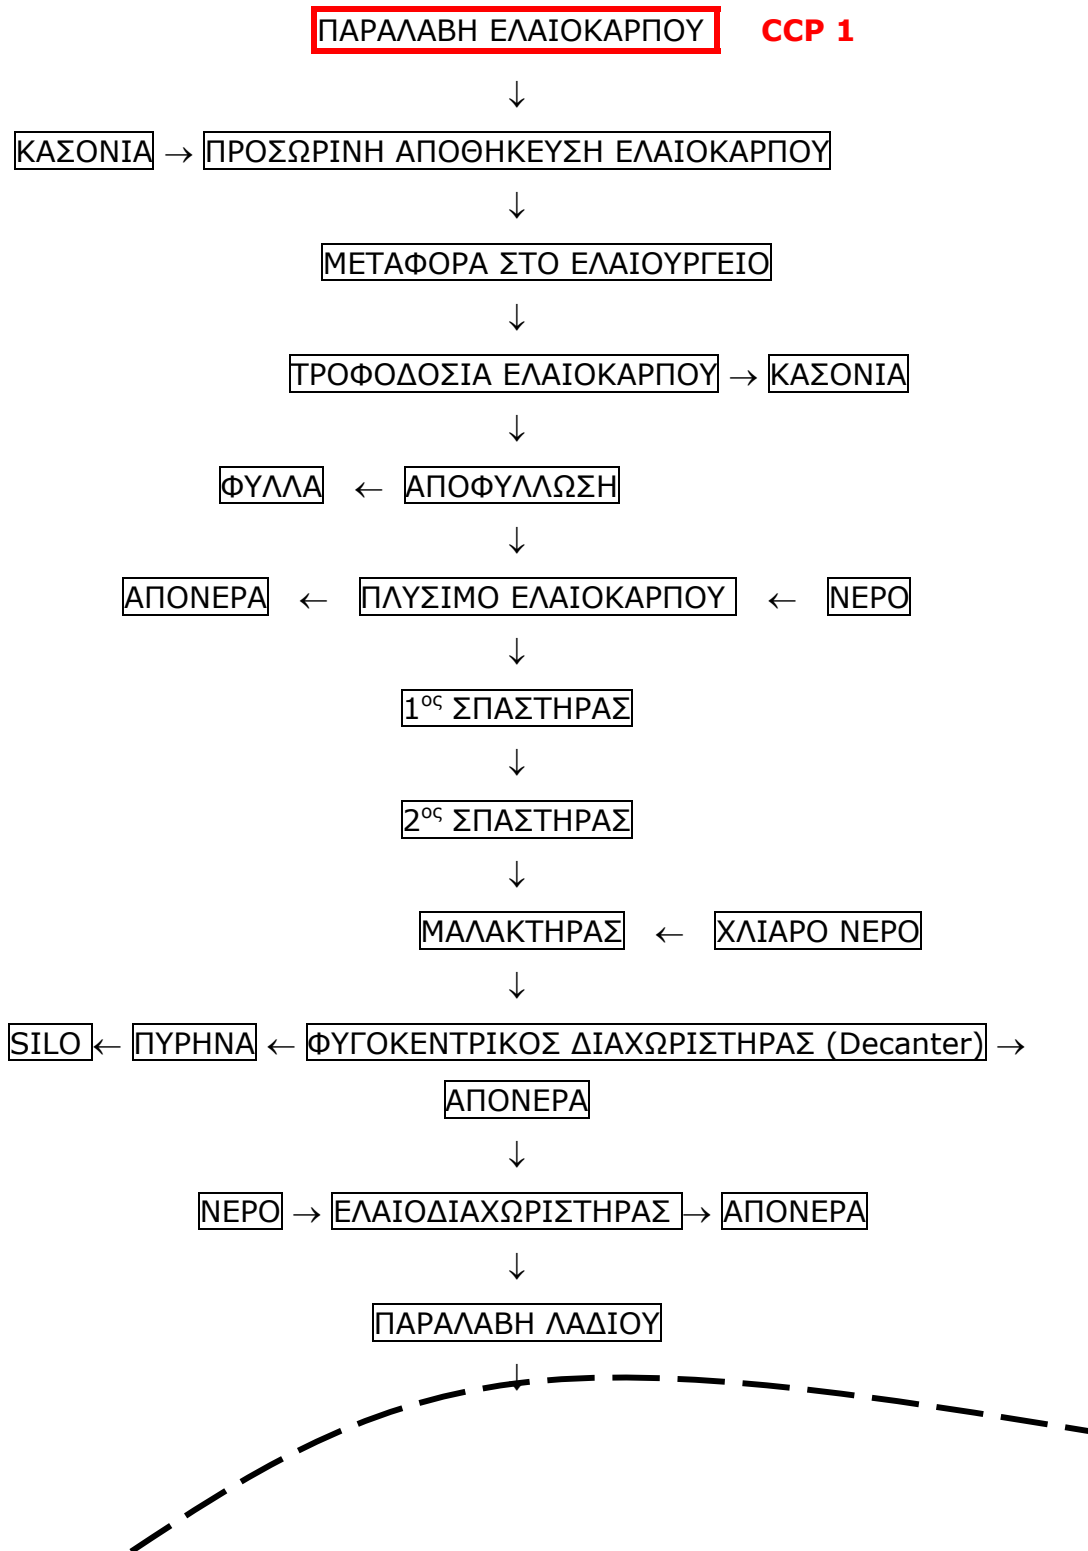 ΠΑΡΑΛΑΒΗ ΕΛΑΙΟΚΑΡΠΟΥ CCP 1
↓
ΚΑΣΟΝΙΑ → ΠΡΟΣΩΡΙΝΗ ΑΠΟΘΗΚΕΥΣΗ ΕΛΑΙΟΚΑΡΠΟΥ
↓
ΜΕΤΑΦΟΡΑ ΣΤΟ ΕΛΑΙΟΥΡΓΕΙΟ
↓
ΤΡΟΦΟΔΟΣΙΑ ΕΛΑΙΟΚΑΡΠΟΥ → ΚΑΣΟΝΙΑ
↓
ΦΥΛΛΑ ← ΑΠΟΦΥΛΛΩΣΗ
↓
ΑΠΟΝΕΡΑ ← ΠΛΥΣΙΜΟ ΕΛΑΙΟΚΑΡΠΟΥ ← ΝΕΡΟ
↓
1ος ΣΠΑΣΤΗΡΑΣ
↓
2ος ΣΠΑΣΤΗΡΑΣ
↓
ΜΑΛΑΚΤΗΡΑΣ ← ΧΛΙΑΡΟ ΝΕΡΟ
↓
SILO ← ΠΥΡΗΝΑ ← ΦΥΓΟΚΕΝΤΡΙΚΟΣ ΔΙΑΧΩΡΙΣΤΗΡΑΣ (Decanter) →
ΑΠΟΝΕΡΑ
↓
ΝΕΡΟ → ΕΛΑΙΟΔΙΑΧΩΡΙΣΤΗΡΑΣ → ΑΠΟΝΕΡΑ
↓
ΠΑΡΑΛΑΒΗ ΛΑΔΙΟΥ
↓